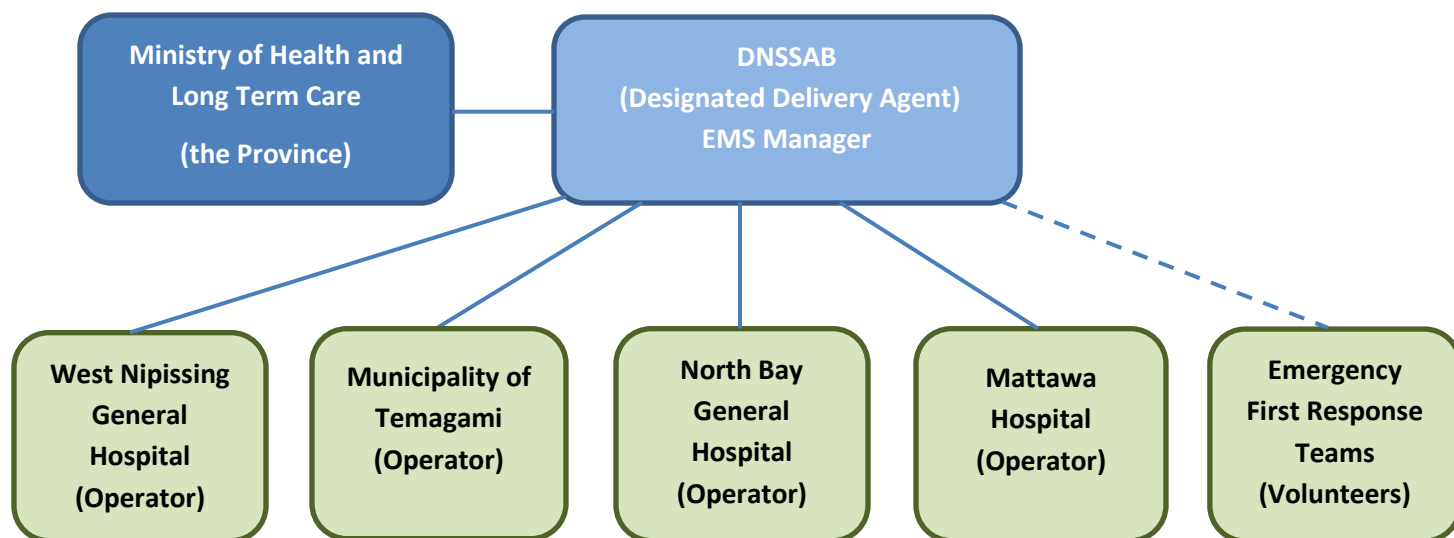 Ministry of Health and
Long Term Care
(the Province)
DNSSAB
(Designated Delivery Agent)
EMS Manager
West Nipissing
General
Hospital
(Operator)
Municipality of
Temagami
(Operator)
North Bay
General
Hospital
(Operator)
Mattawa
Hospital
(Operator)
Emergency
First Response
Teams
(Volunteers)